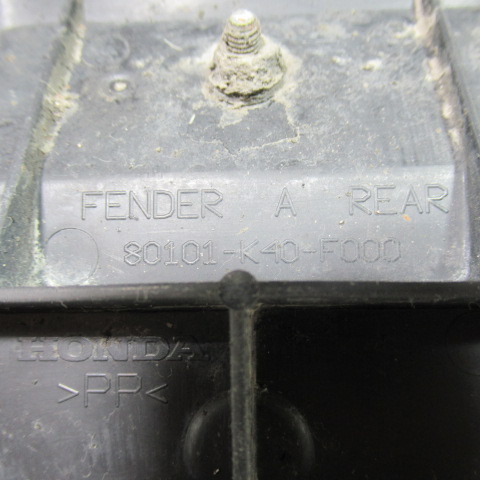 FENDER A REAR
80101-K40-F000
HONDA
>PP<